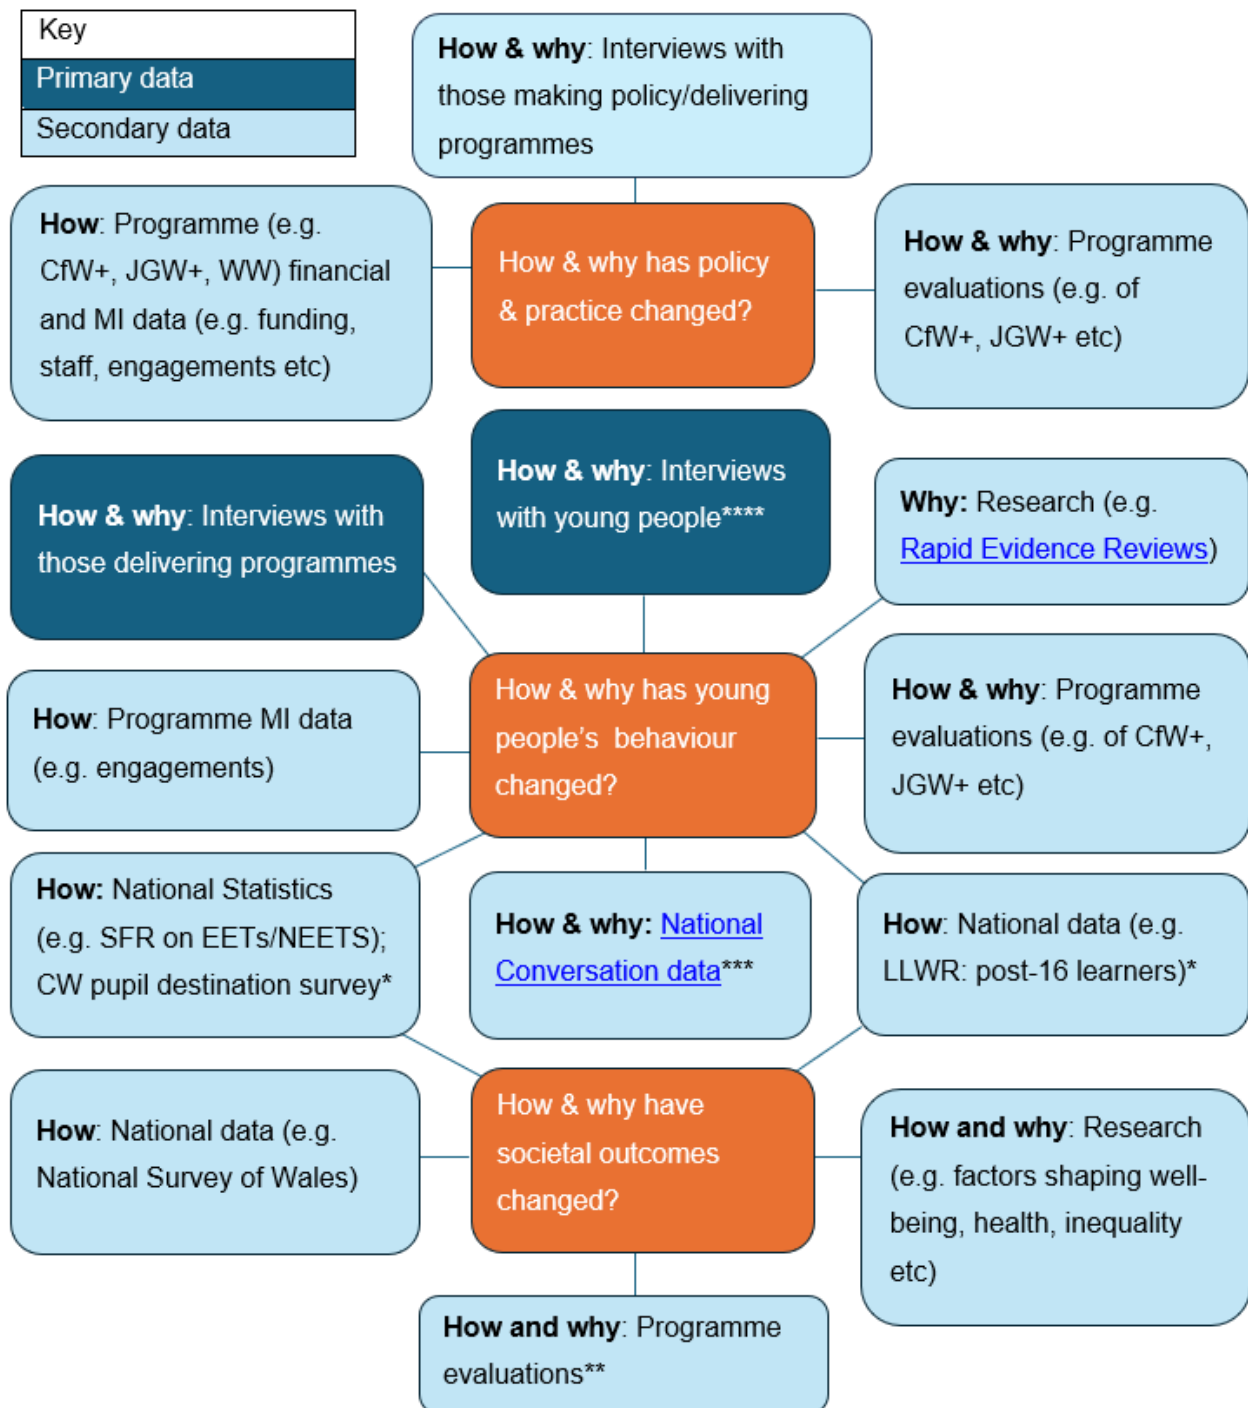 Key
Primary data
Secondary data
How & why: Interviews with
those making policy/delivering
programmes
How: Programme (e.g.
CfW+, JGW+, WW) financial
and MI data (e.g. funding,
staff, engagements etc)
How & why has policy
& practice changed?
How & why: Programme
evaluations (e.g. of
CfW+, JGW+ etc)
How & why: Interviews with
those delivering programmes
How & why: Interviews
with young people****
Why: Research (e.g.
Rapid Evidence Reviews)
How: Programme MI data
(e.g. engagements)
How & why has young
people’s behaviour
changed?
How & why: Programme
evaluations (e.g. of CfW+,
JGW+ etc)
How: National Statistics
(e.g. SFR on EETs/NEETS);
CW pupil destination survey*
How & why: National
Conversation data***
How: National data (e.g.
LLWR: post-16 learners)*
How: National data (e.g.
National Survey of Wales)
How & why have
societal outcomes
changed?
How and why: Research
(e.g. factors shaping well-
being, health, inequality
etc)
How and why: Programme
evaluations**